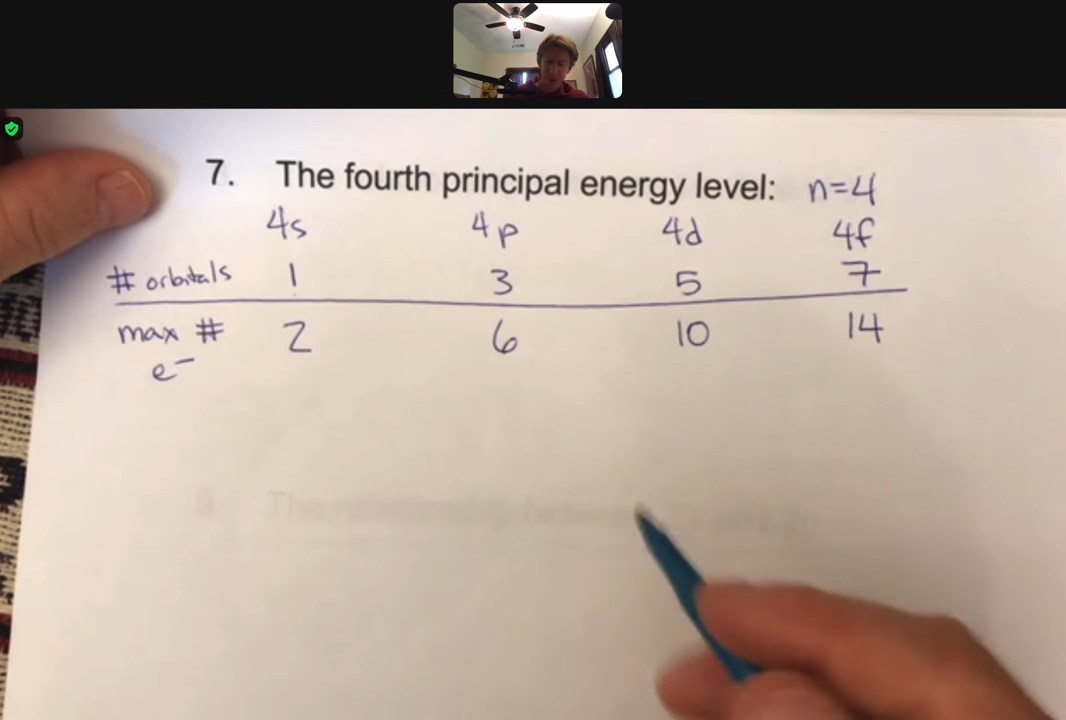 7. The fourth principal energy level: n=4
4s 4p 4d 4f
# orbitals 1 3 5 7
max # 2 6 10 14
e⁻